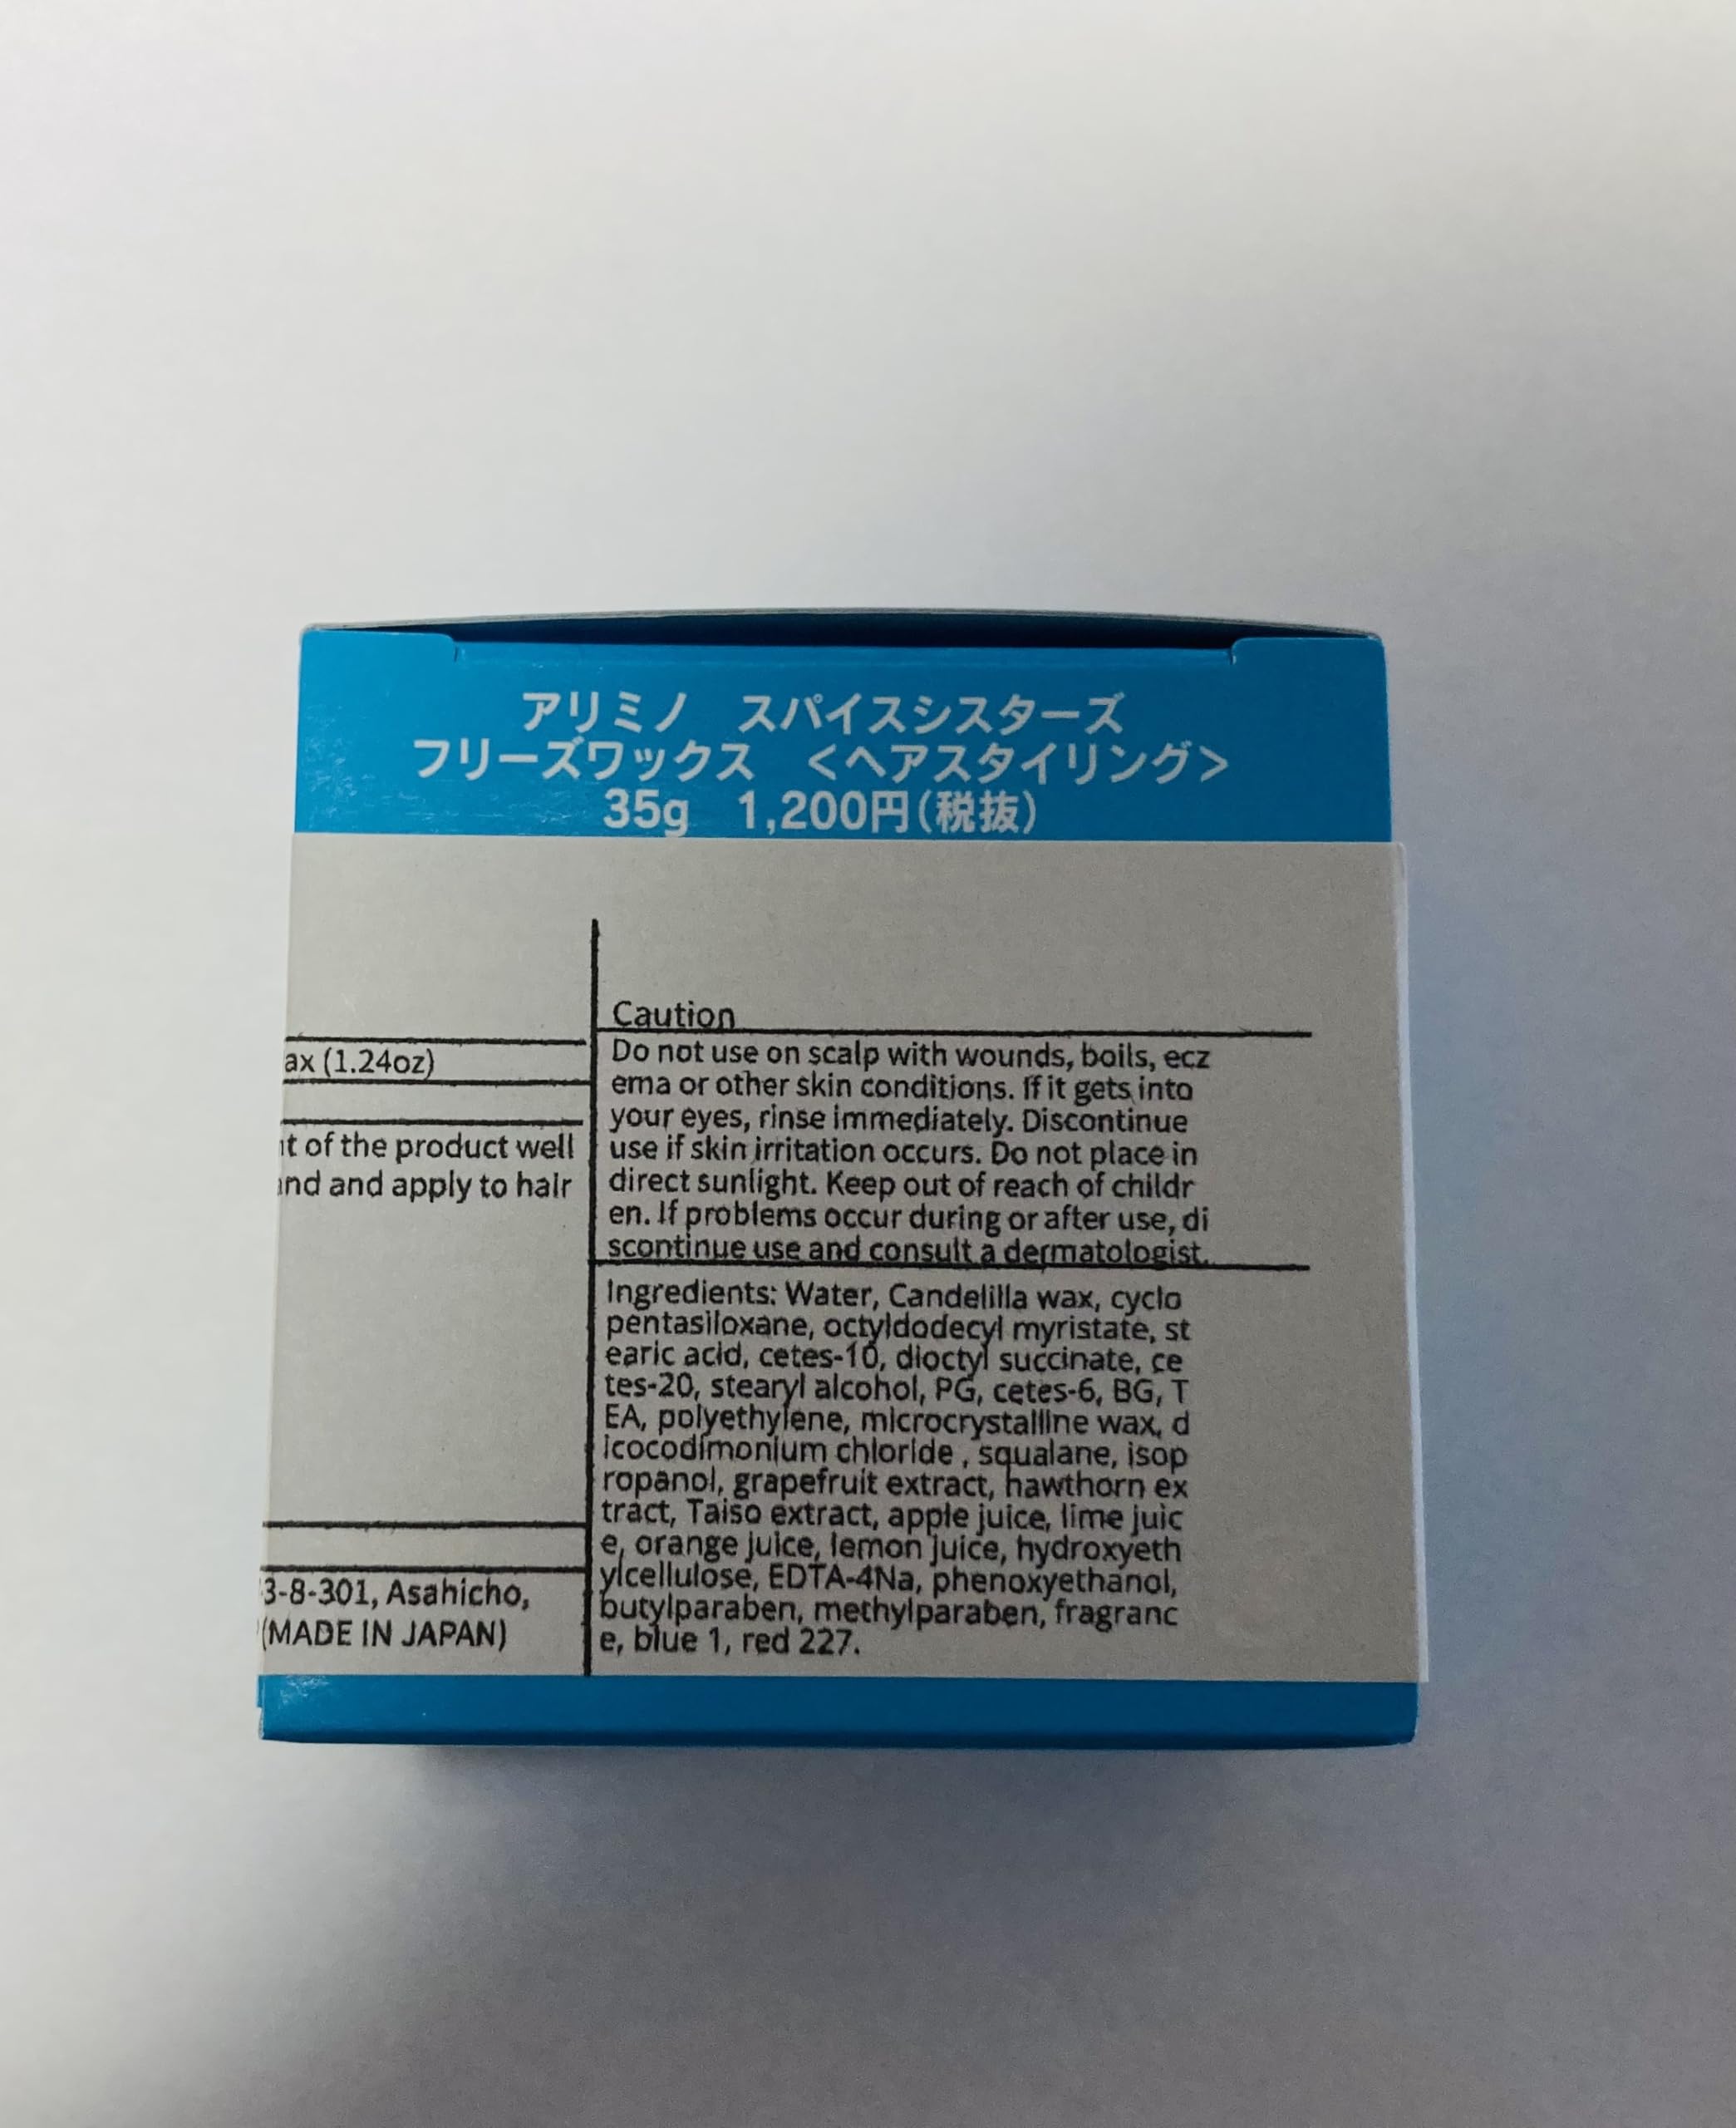 アリミノ　スパイスシスターズ
フリーズワックス　＜ヘアスタイリング＞
35g　1,200円(税抜)
ax (1.24oz)
of the product well
and apply to hair
3-8-301, Asahicho,
(MADE IN JAPAN)
Caution
Do not use on scalp with wounds, boils, ecz
ema or other skin conditions. If it gets into
your eyes, rinse immediately. Discontinue
use if skin irritation occurs. Do not place in
direct sunlight. Keep out of reach of childr
en. If problems occur during or after use, di
scontinue use and consult a dermatologist.
Ingredients: Water, Candelilla wax, cyclo
pentasiloxane, octyldodecyl myristate, st
earic acid, cetes-10, dioctyl succinate, ce
tes-20, stearyl alcohol, PG, cetes-6, BG, T
EA, polyethylene, microcrystalline wax, d
icocodimonium chloride , squalane, isop
ropanol, grapefruit extract, hawthorn ex
tract, Taiso extract, apple juice, lime juic
e, orange juice, lemon juice, hydroxyeth
ylcellulose, EDTA-4Na, phenoxyethanol,
butylparaben, methylparaben, fragranc
e, blue 1, red 227.